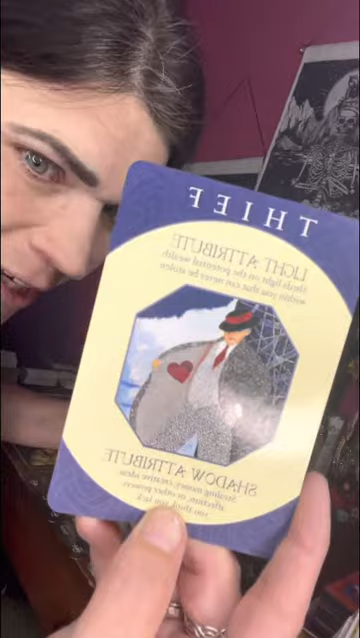 THIEF
LIGHT ATTRIBUTE
Sheds light on the potential wealth
within you that can never be stolen
SHADOW ATTRIBUTE
Stealing money, creative ideas,
affection, or other powers
you think you lack